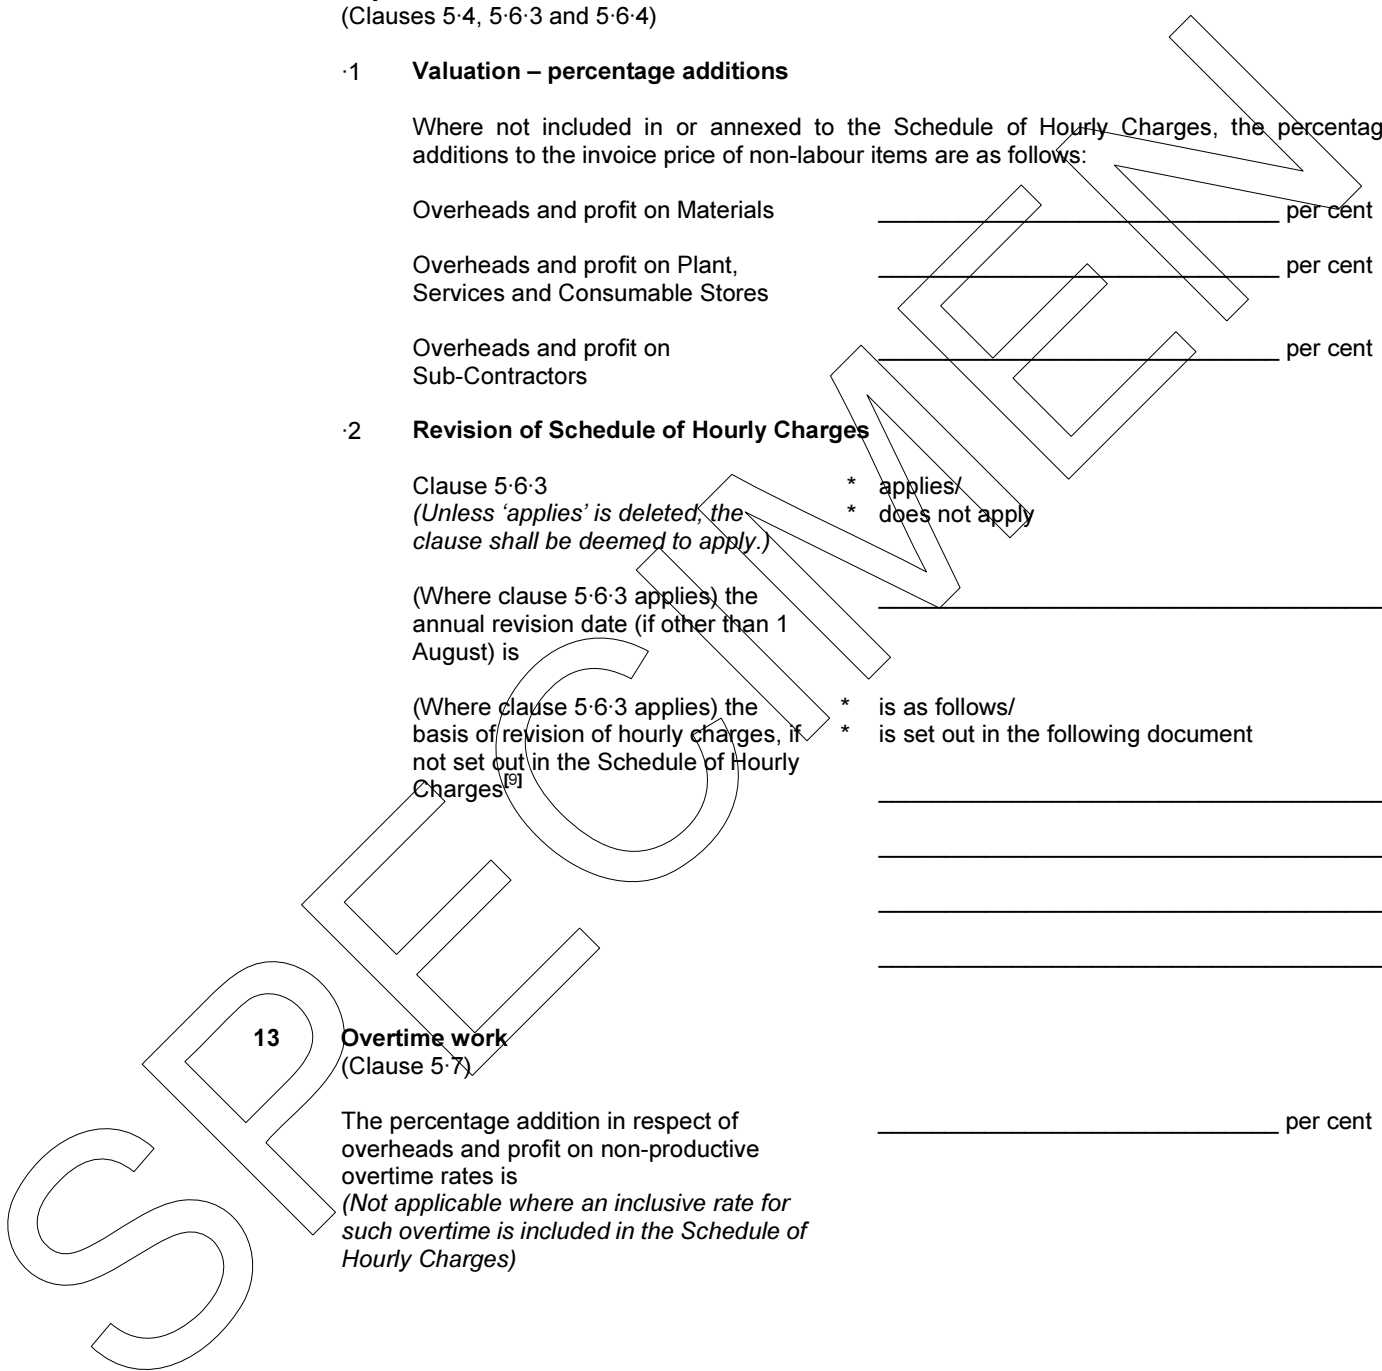 (Clauses 5·4, 5·6·3 and 5·6·4)
·1 Valuation – percentage additions
Where not included in or annexed to the Schedule of Hourly Charges, the percentag
additions to the invoice price of non-labour items are as follows:
Overheads and profit on Materials ______________________________ per cent
Overheads and profit on Plant, ______________________________ per cent
Services and Consumable Stores
Overheads and profit on ______________________________ per cent
Sub-Contractors
·2 Revision of Schedule of Hourly Charges
Clause 5·6·3 * applies/
(Unless ‘applies’ is deleted, the * does not apply
clause shall be deemed to apply.)
(Where clause 5·6·3 applies) the ______________________________
annual revision date (if other than 1
August) is
(Where clause 5·6·3 applies) the * is as follows/
basis of revision of hourly charges, if * is set out in the following document
not set out in the Schedule of Hourly
Charges[9] ______________________________
______________________________
______________________________
______________________________
13 Overtime work
(Clause 5·7)
The percentage addition in respect of ______________________________ per cent
overheads and profit on non-productive
overtime rates is
(Not applicable where an inclusive rate for
such overtime is included in the Schedule of
Hourly Charges)
SPECIMEN